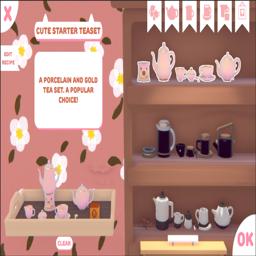 X
CUTE STARTER TEASET
EDIT
RECIPE
A PORCELAIN AND GOLD
TEA SET. A POPULAR
CHOICE!
CLEAR
OK